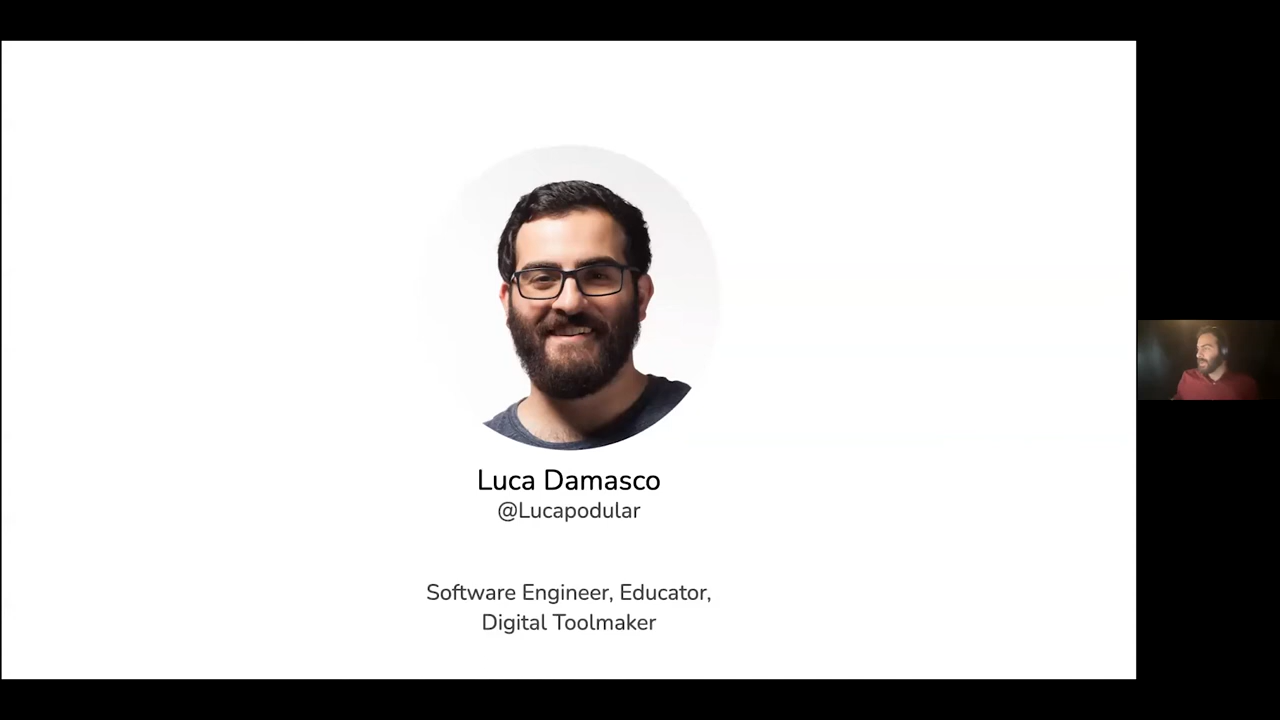 Luca Damasco
@Lucapodular
Software Engineer, Educator,
Digital Toolmaker